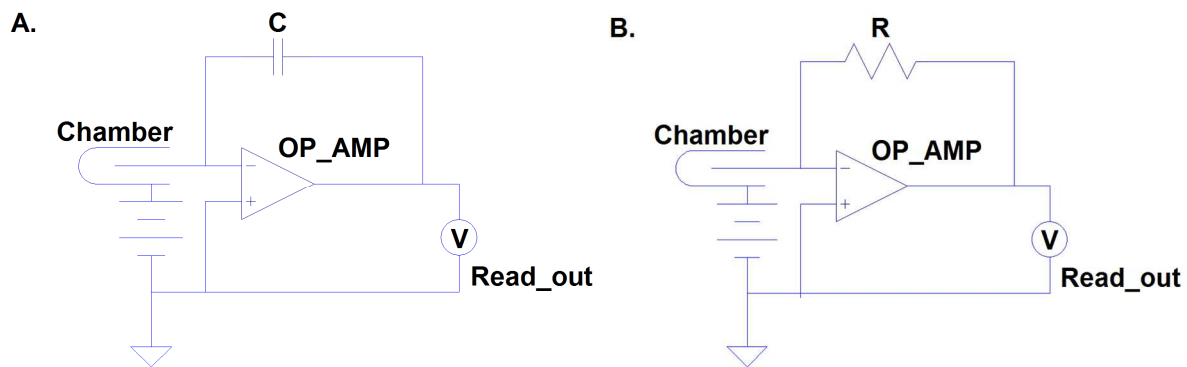 A.
C
Chamber
OP_AMP
−
+
V
Read_out
B.
R
Chamber
OP_AMP
−
+
V
Read_out